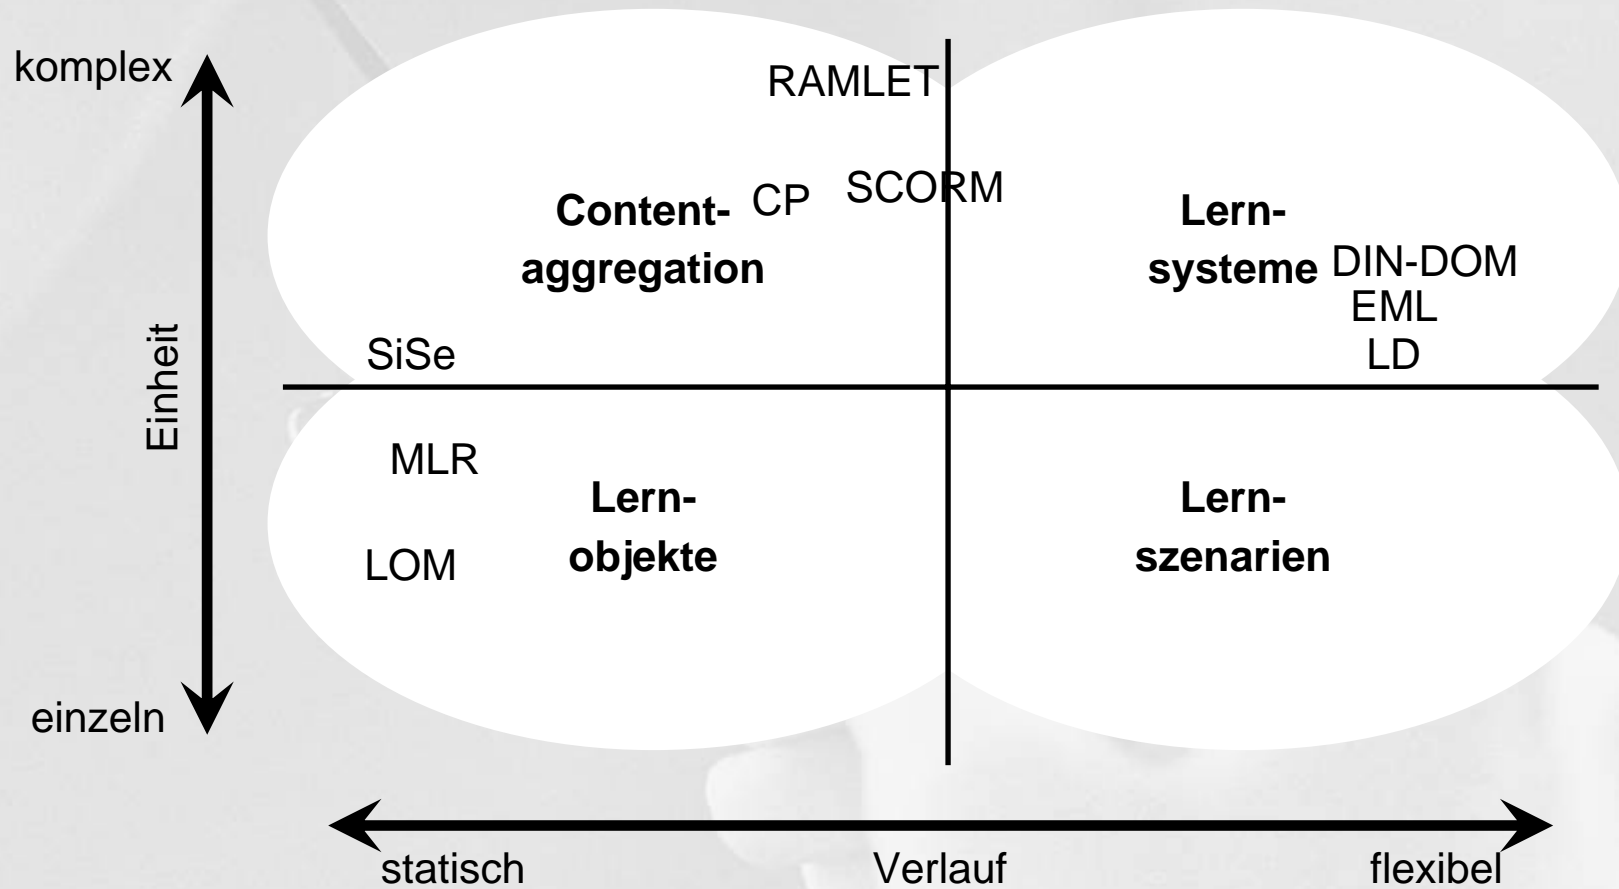 komplex
RAMLET
Content-
aggregation
CP
SCORM
Lern-
systeme
DIN-DOM
EML
LD
SiSe
Einheit
MLR
LOM
Lern-
objekte
Lern-
szenarien
einzeln
statisch
Verlauf
flexibel